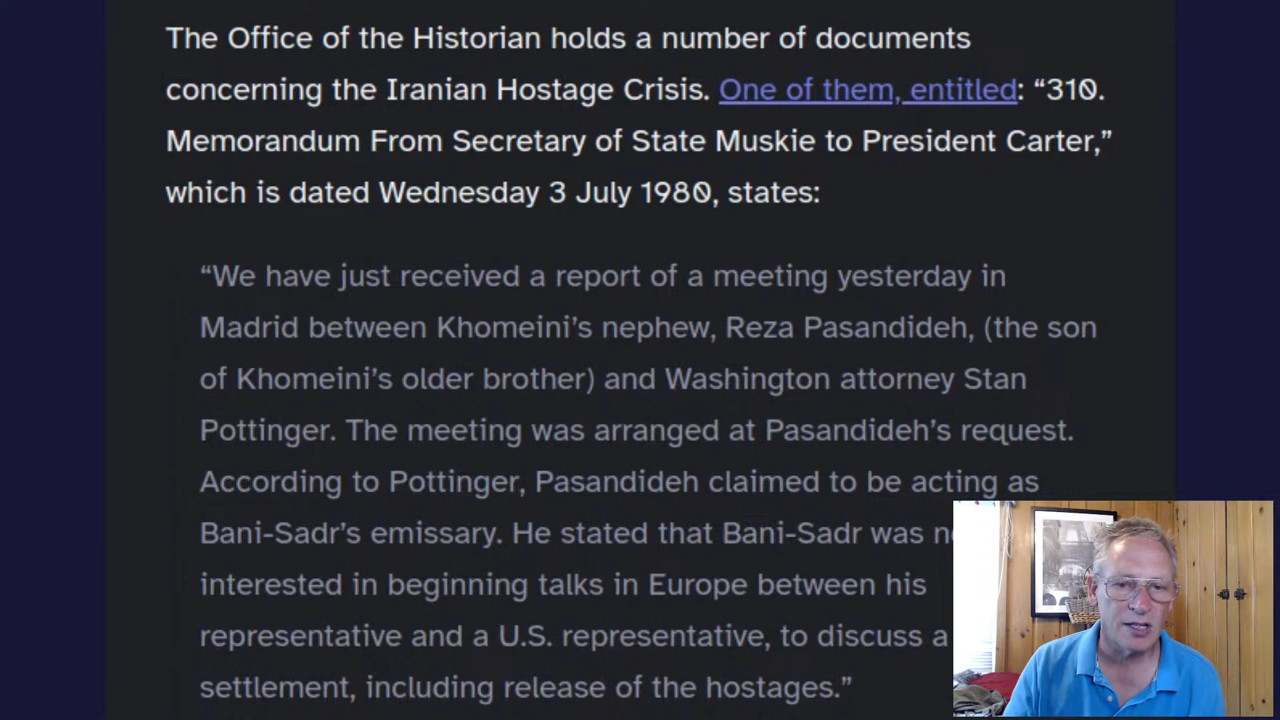 The Office of the Historian holds a number of documents
concerning the Iranian Hostage Crisis. One of them, entitled: “310.
Memorandum From Secretary of State Muskie to President Carter,”
which is dated Wednesday 3 July 1980, states:
“We have just received a report of a meeting yesterday in
Madrid between Khomeini’s nephew, Reza Pasandideh, (the son
of Khomeini’s older brother) and Washington attorney Stan
Pottinger. The meeting was arranged at Pasandideh’s request.
According to Pottinger, Pasandideh claimed to be acting as
Bani-Sadr’s emissary. He stated that Bani-Sadr was
interested in beginning talks in Europe between his
representative and a U.S. representative, to discuss a
settlement, including release of the hostages.”